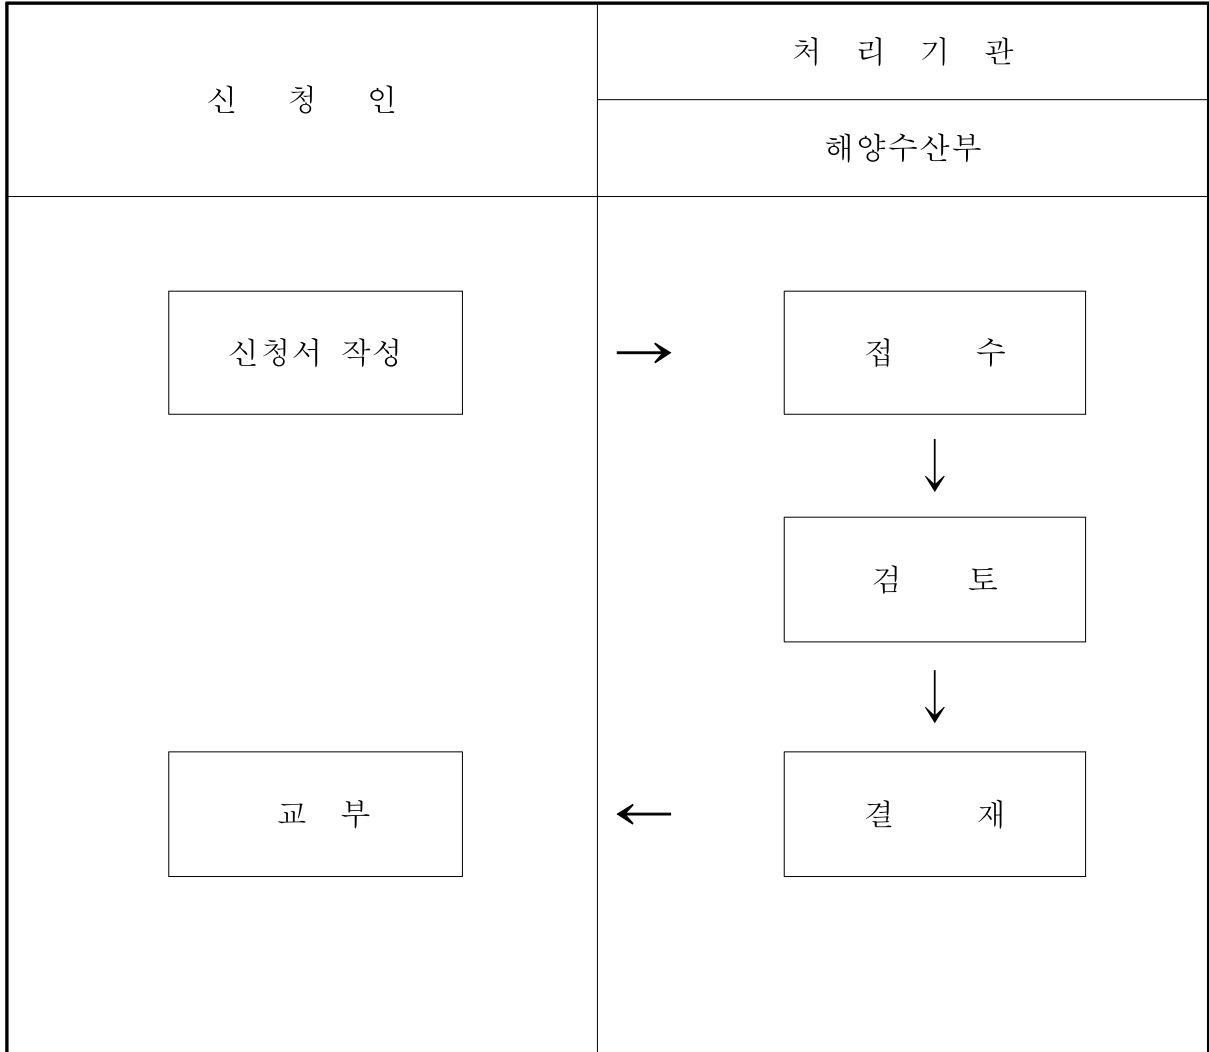 신 청 인
처 리 기 관
해양수산부
신청서 작성
접 수
검 토
결 재
교 부